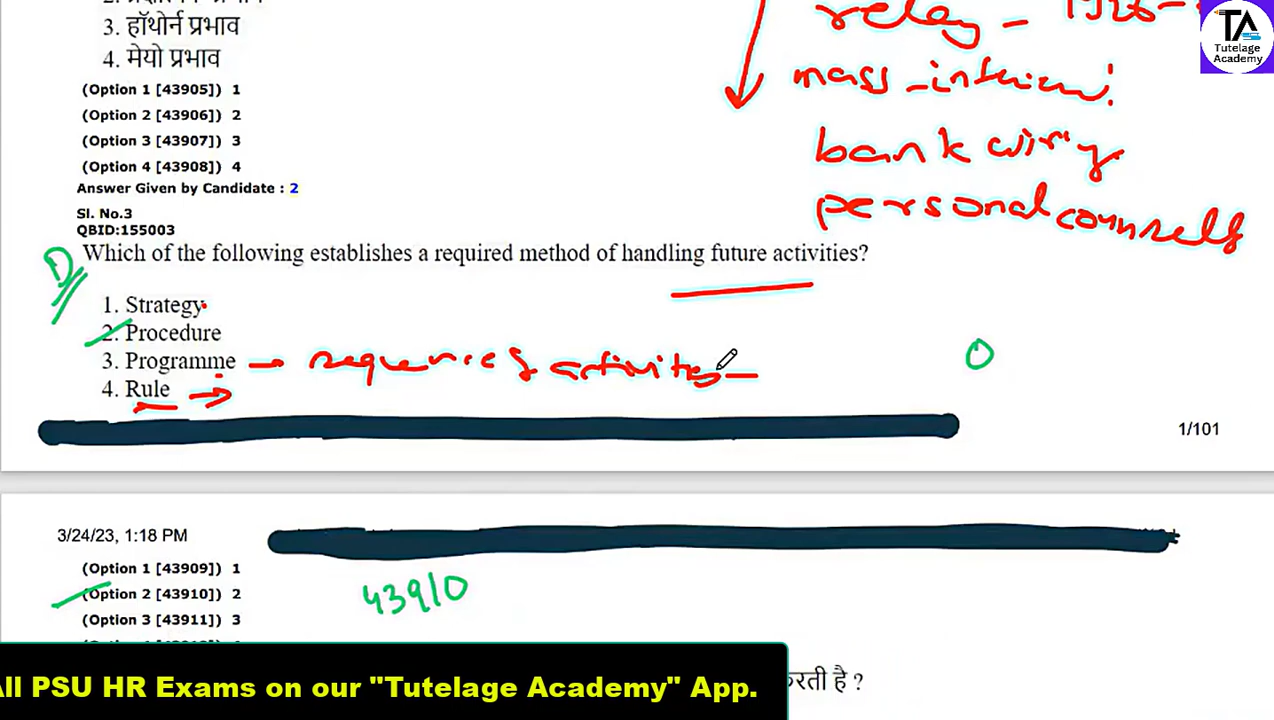 3. हॉथोर्न प्रभाव
4. मेयो प्रभाव
(Option 1 [43905]) 1
(Option 2 [43906]) 2
(Option 3 [43907]) 3
(Option 4 [43908]) 4
Answer Given by Candidate : 2
relay -
mass -
bank wiry
personal
TA
Tutelage
Academy
Sl. No.3
QBID:155003
Which of the following establishes a required method of handling future activities?
1. Strategy
2. Procedure
3. Programme → sequence of activities -
4. Rule →
1/101
3/24/23, 1:18 PM
(Option 1 [43909]) 1
(Option 2 [43910]) 2
43910
(Option 3 [43911]) 3
करती है ?
All PSU HR Exams on our "Tutelage Academy" App.